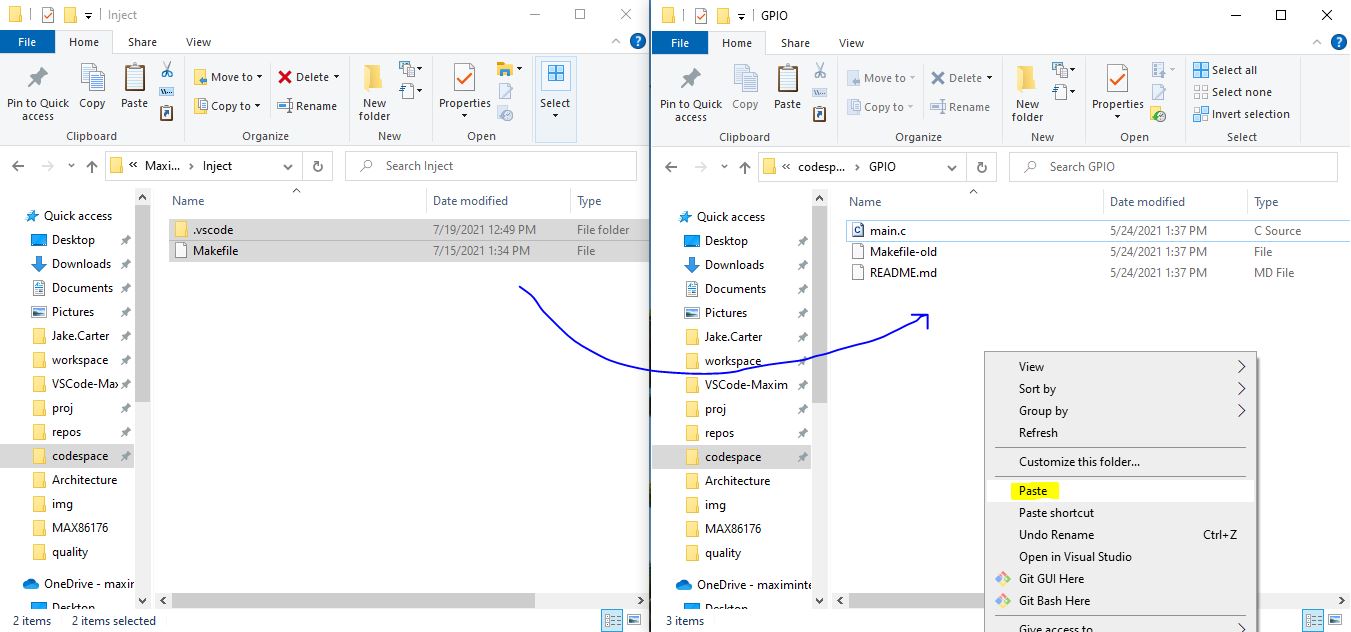 Inject
File Home Share View
Pin to Quick access
Copy
Paste
Clipboard
Move to
Copy to
Delete
Rename
Organize
New folder
New
Properties
Open
Select
« Maxi... > Inject
Search Inject
Name Date modified Type
.vscode 7/19/2021 12:49 PM File folder
Makefile 7/15/2021 1:34 PM File
Quick access
Desktop
Downloads
Documents
Pictures
Jake.Carter
workspace
VSCode-Max
proj
repos
codespace
Architecture
img
MAX86176
quality
OneDrive - maxir
Desktop
2 items 2 items selected
GPIO
File Home Share View
Pin to Quick access
Copy
Paste
Clipboard
Move to
Copy to
Delete
Rename
Organize
New folder
New
Properties
Open
Select all
Select none
Invert selection
Select
« codesp... > GPIO
Search GPIO
Name Date modified Type
main.c 5/24/2021 1:37 PM C Source
Makefile-old 5/24/2021 1:37 PM File
README.md 5/24/2021 1:37 PM MD File
Quick access
Desktop
Downloads
Documents
Pictures
Jake.Carter
workspace
VSCode-Maxim
proj
repos
codespace
Architecture
img
MAX86176
quality
OneDrive - maximinte
Desktop
3 items
View
Sort by
Group by
Refresh
Customize this folder...
Paste
Paste shortcut
Undo Rename Ctrl+Z
Open in Visual Studio
Git GUI Here
Git Bash Here
Give access to